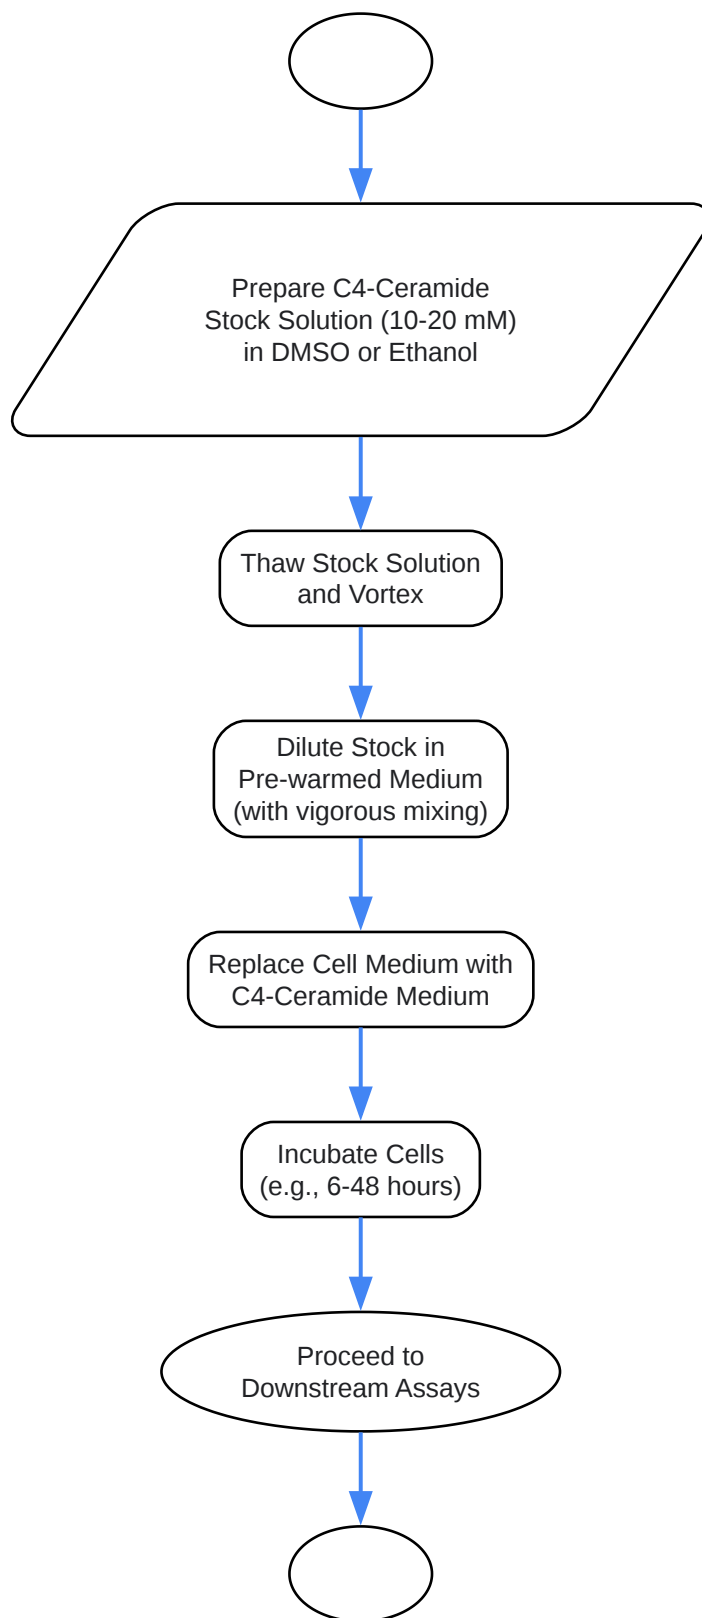 Prepare C4-Ceramide
Stock Solution (10-20 mM)
in DMSO or Ethanol
Thaw Stock Solution
and Vortex
Dilute Stock in
Pre-warmed Medium
(with vigorous mixing)
Replace Cell Medium with
C4-Ceramide Medium
Incubate Cells
(e.g., 6-48 hours)
Proceed to
Downstream Assays